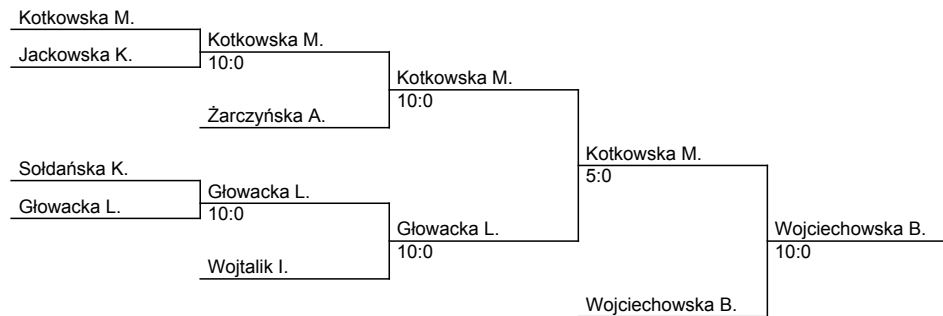 Kotkowska M.
Jackowska K.
Kotkowska M.
10:0
Kotkowska M.
10:0
Żarczyńska A.
Kotkowska M.
5:0
Sołdańska K.
Głowacka L.
Głowacka L.
10:0
Głowacka L.
10:0
Wojtalik I.
Wojciechowska B.
10:0
Wojciechowska B.